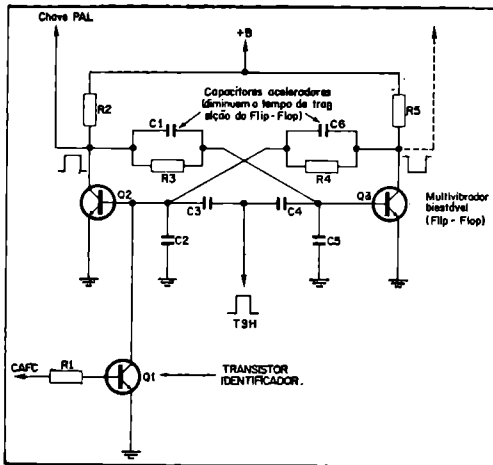 Chave PAL
+B
Capacitores aceleradores
(diminuem o tempo de tran
sição do Flip-Flop)
R2
C1
C6
R5
R3
R4
Q2
C3
C4
Q3
Multivibrador
biestável
(Flip-Flop)
C2
C5
TSH
CAFC
R1
Q1
TRANSISTOR
IDENTIFICADOR.